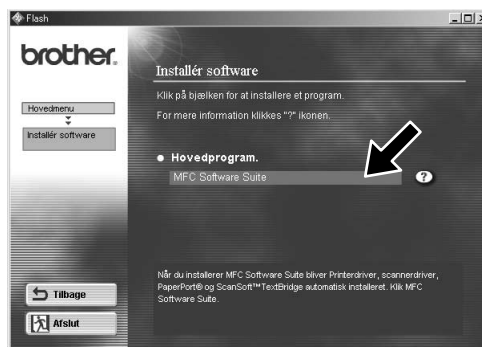 Flash
brother.
Hovedmenu
Installér software
Installér software
Klik på bjælken for at installere et program.
For mere information klikkes "?" ikonen.
Hovedprogram.
MFC Software Suite
?
Når du installerer MFC Software Suite bliver Printerdriver, scannerdriver,
PaperPort® og ScanSoft™TextBridge automatisk installeret. Klik MFC
Software Suite.
Tilbage
Afslut